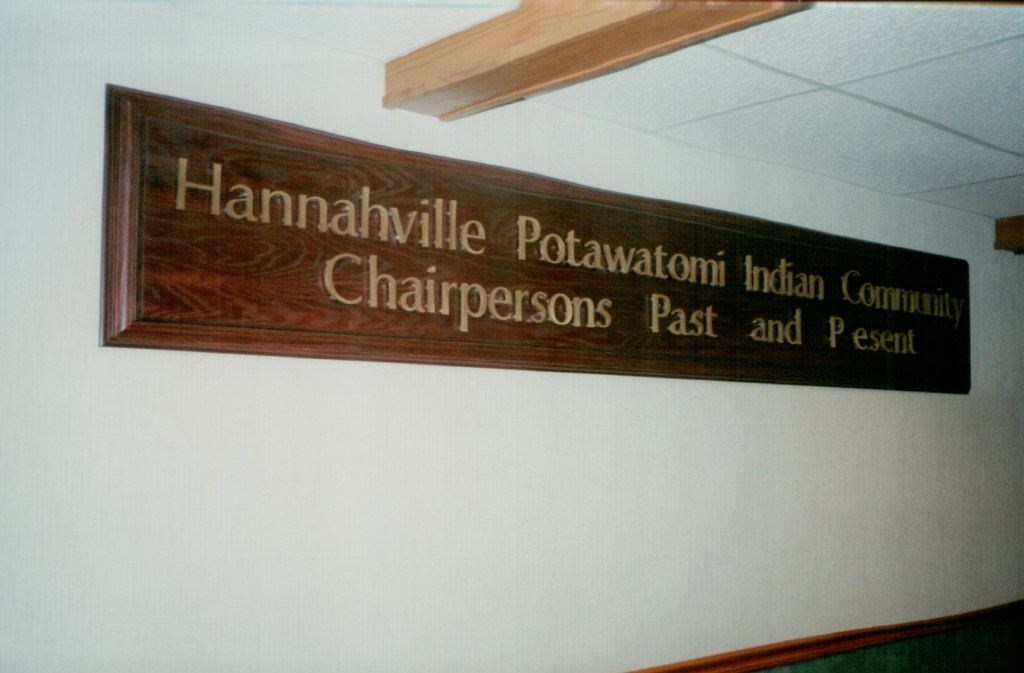 Hannahville Potawatomi Indian Community
Chairpersons Past and P esent